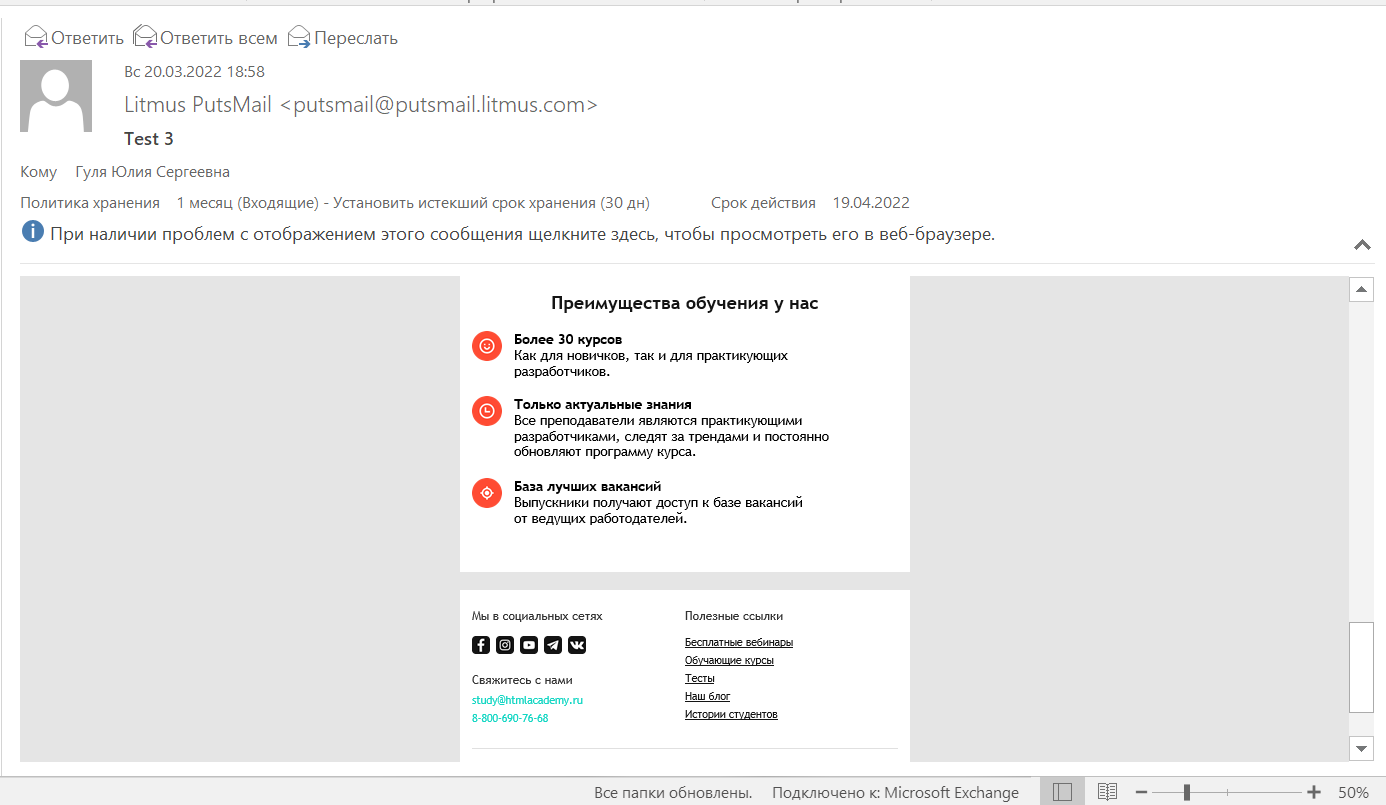 Ответить Ответить всем Переслать
Вс 20.03.2022 18:58
Litmus PutsMail <putsmail@putsmail.litmus.com>
Test 3
Кому Гуля Юлия Сергеевна
Политика хранения 1 месяц (Входящие) - Установить истекший срок хранения (30 дн) Срок действия 19.04.2022
При наличии проблем с отображением этого сообщения щелкните здесь, чтобы просмотреть его в веб-браузере.
Преимущества обучения у нас
Более 30 курсов
Как для новичков, так и для практикующих
разработчиков.
Только актуальные знания
Все преподаватели являются практикующими
разработчиками, следят за трендами и постоянно
обновляют программу курса.
База лучших вакансий
Выпускники получают доступ к базе вакансий
от ведущих работодателей.
Мы в социальных сетях
Свяжитесь с нами
study@htmlacademy.ru
8-800-690-76-68
Полезные ссылки
Бесплатные вебинары
Обучающие курсы
Тесты
Наш блог
Истории студентов
Все папки обновлены. Подключено к: Microsoft Exchange 50%